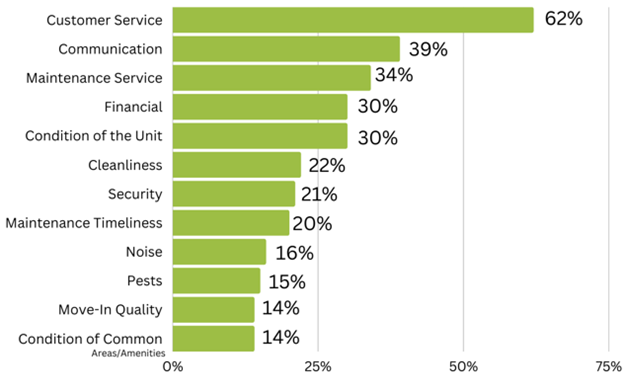 Customer Service 62%
Communication 39%
Maintenance Service 34%
Financial 30%
Condition of the Unit 30%
Cleanliness 22%
Security 21%
Maintenance Timeliness 20%
Noise 16%
Pests 15%
Move-In Quality 14%
Condition of Common 14%
Areas/Amenities
0% 25% 50% 75%